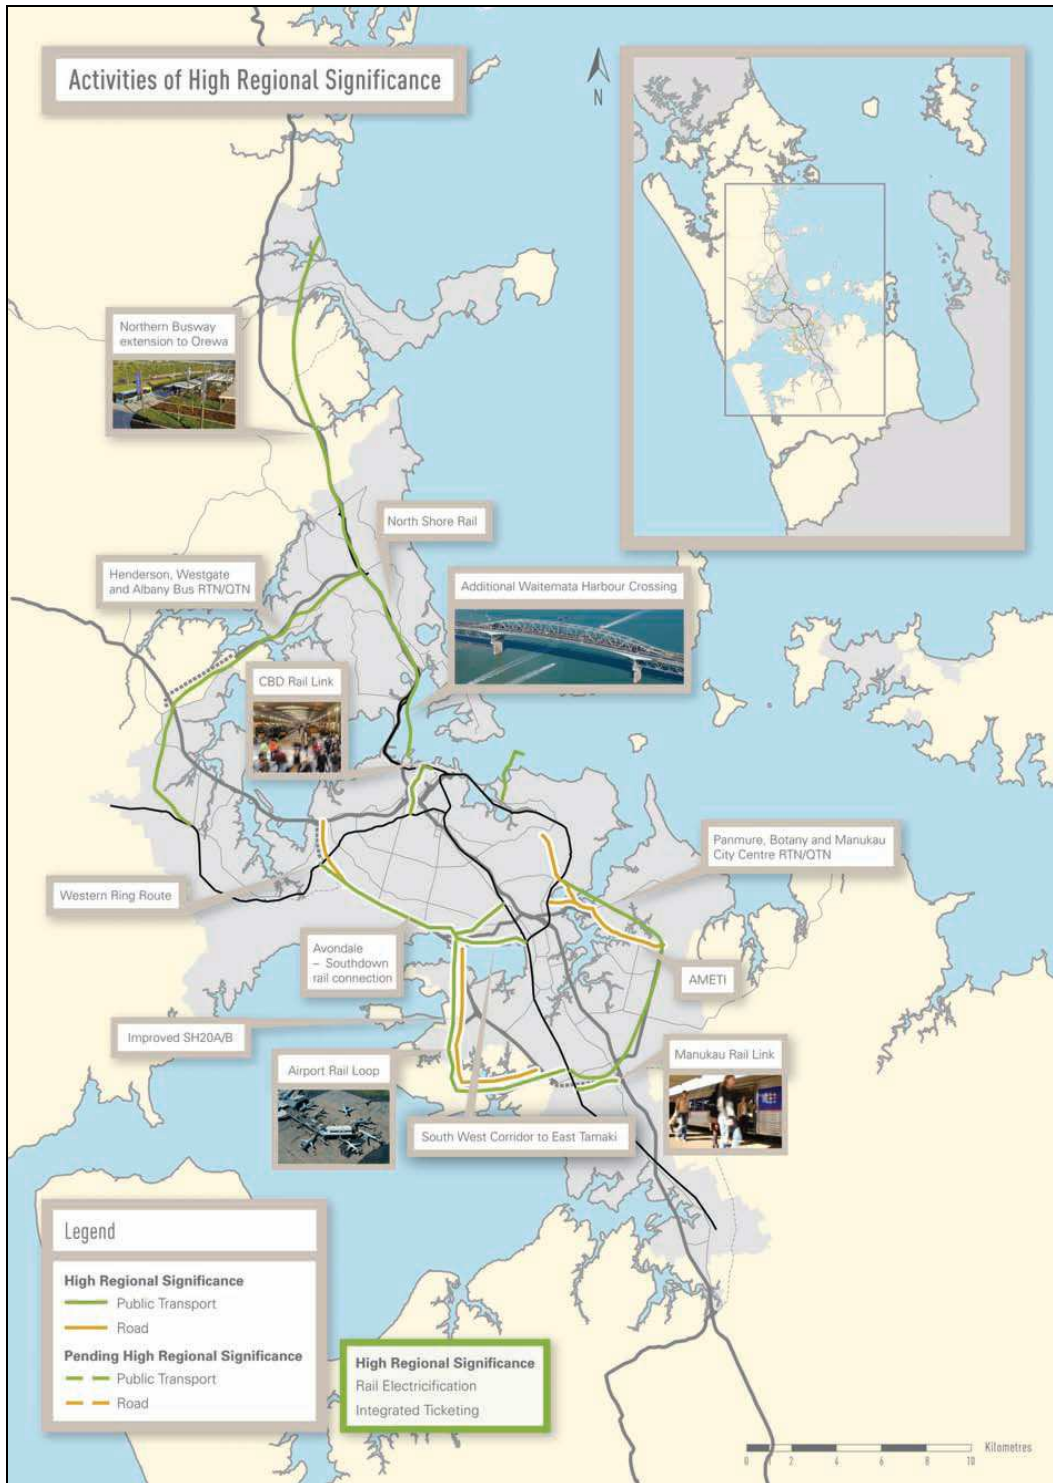 Activities of High Regional Significance
N
Northern Busway
extension to Orewa
North Shore Rail
Henderson, Westgate
and Albany Bus RTN/QTN
Additional Waitemata Harbour Crossing
CBD Rail Link
Panmure, Botany and Manukau
City Centre RTN/QTN
Western Ring Route
Avondale
– Southdown
rail connection
AMETI
Improved SH20A/B
Airport Rail Loop
Manukau Rail Link
South West Corridor to East Tamaki
Legend
High Regional Significance
Public Transport
Road
Pending High Regional Significance
Public Transport
Road
High Regional Significance
Rail Electricification
Integrated Ticketing
Kilometres
0 2 4 6 8 10